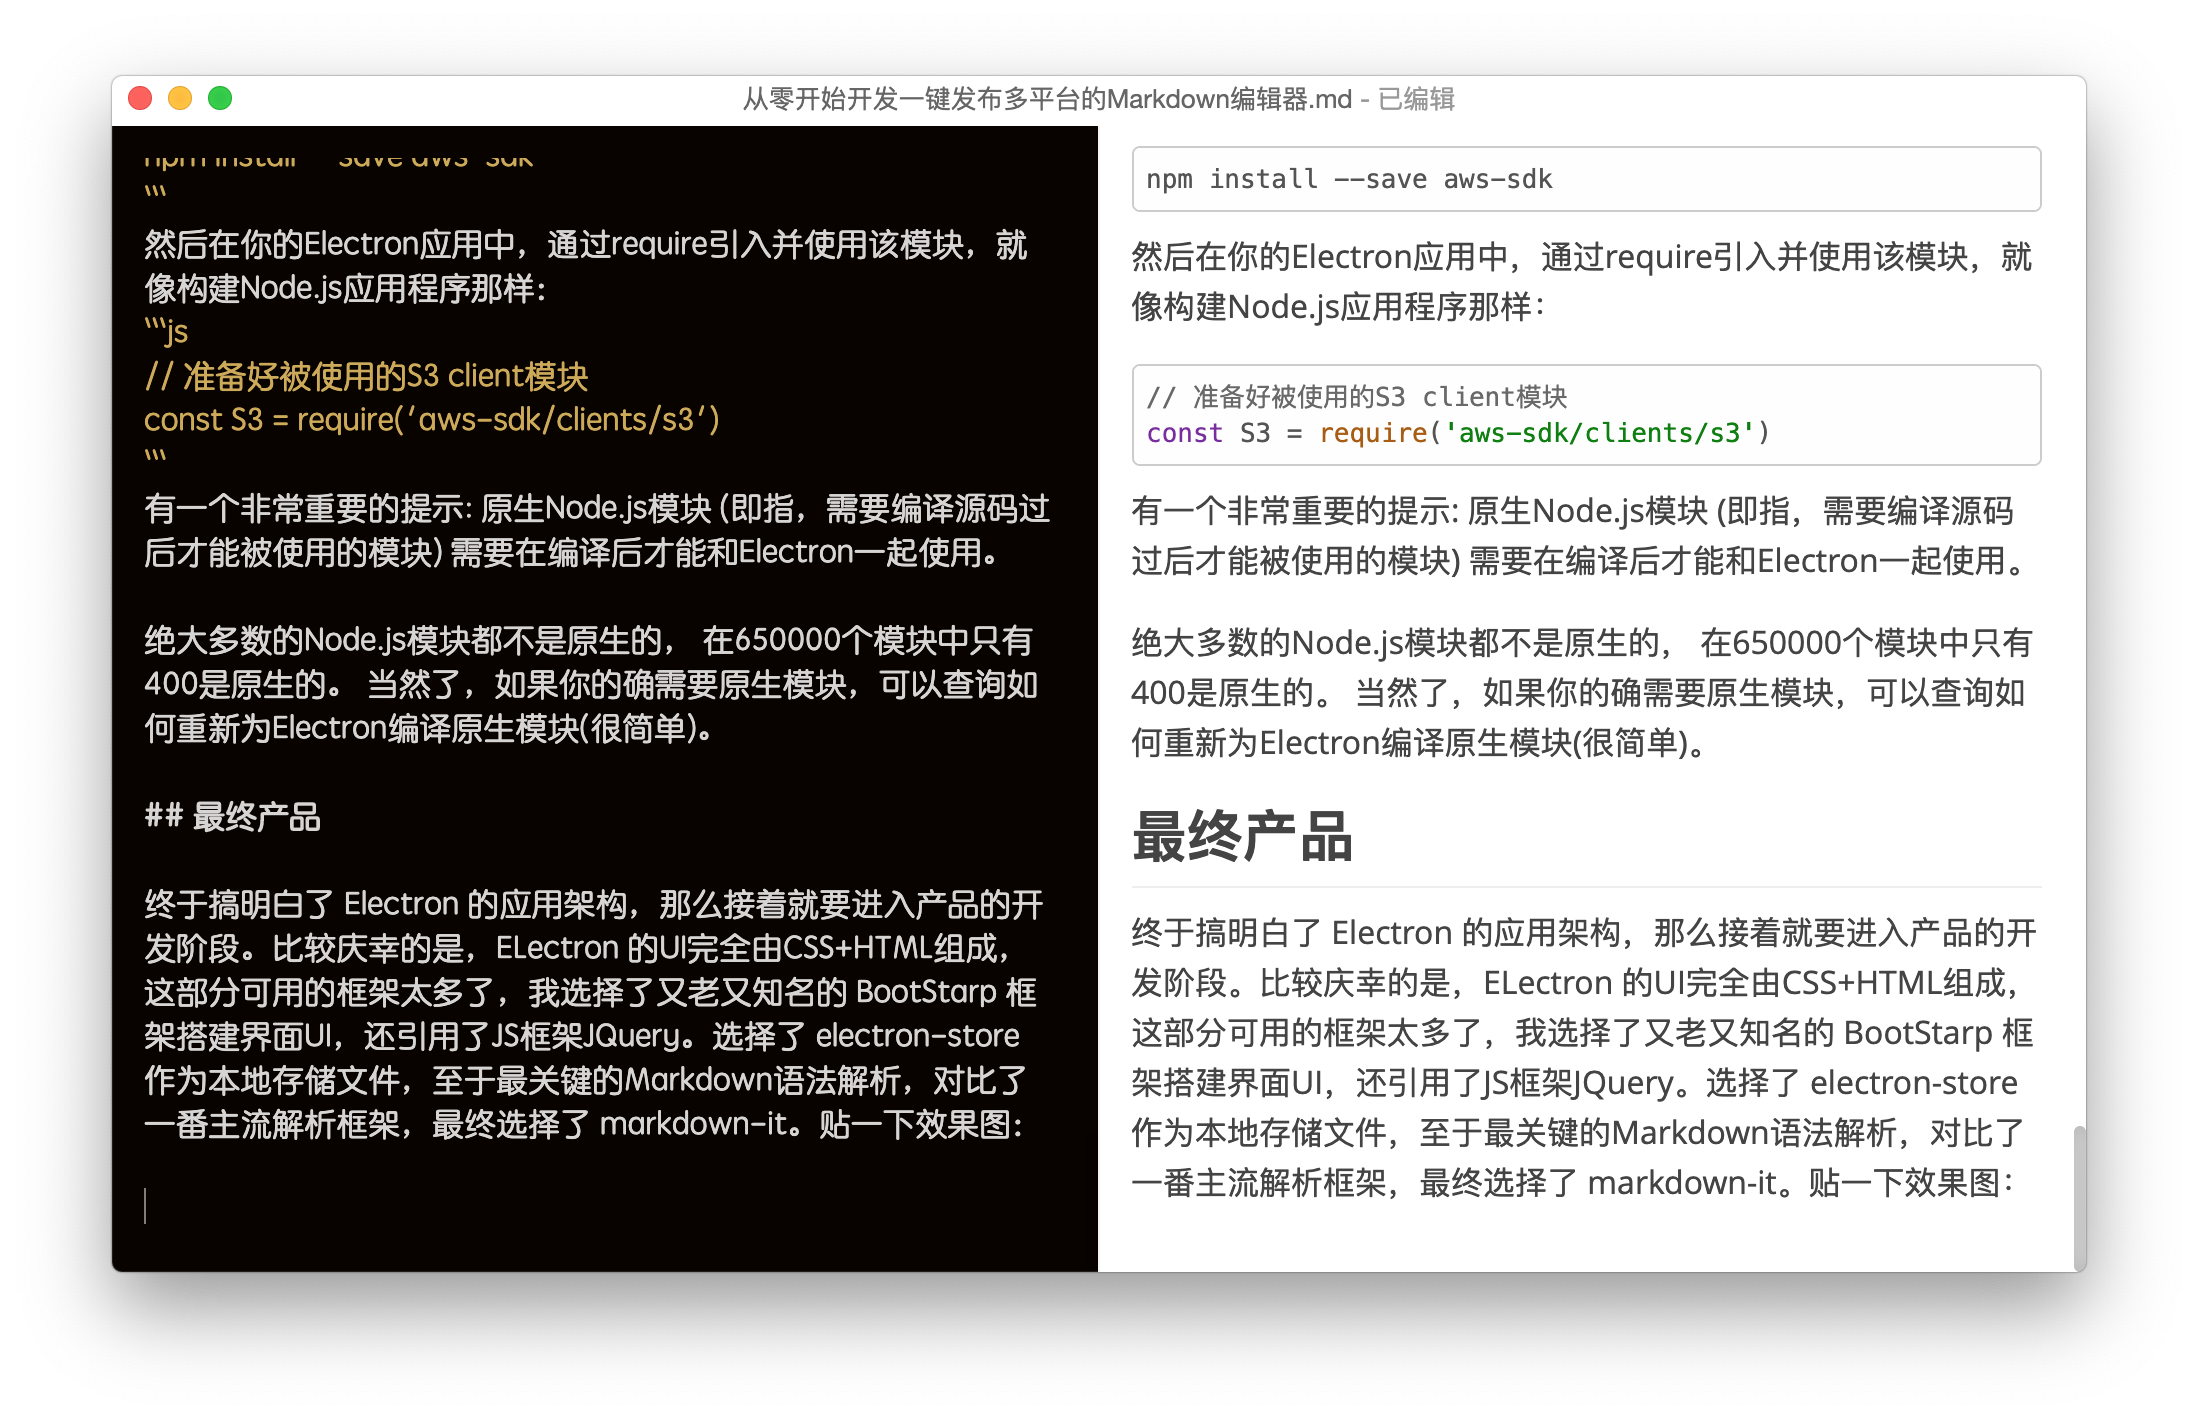 从零开始开发一键发布多平台的Markdown编辑器.md - 已编辑
npm install --save aws-sdk
```
然后在你的Electron应用中，通过require引入并使用该模块，就
像构建Node.js应用程序那样：
```js
// 准备好被使用的S3 client模块
const S3 = require('aws-sdk/clients/s3')
```
有一个非常重要的提示: 原生Node.js模块 (即指，需要编译源码过
后才能被使用的模块) 需要在编译后才能和Electron一起使用。
绝大多数的Node.js模块都不是原生的， 在650000个模块中只有
400是原生的。 当然了，如果你的确需要原生模块，可以查询如
何重新为Electron编译原生模块(很简单)。
## 最终产品
终于搞明白了 Electron 的应用架构，那么接着就要进入产品的开
发阶段。比较庆幸的是，ELectron 的UI完全由CSS+HTML组成，
这部分可用的框架太多了，我选择了又老又知名的 BootStarp 框
架搭建界面UI，还引用了JS框架JQuery。选择了 electron-store
作为本地存储文件，至于最关键的Markdown语法解析，对比了
一番主流解析框架，最终选择了 markdown-it。贴一下效果图：
npm install --save aws-sdk
然后在你的Electron应用中，通过require引入并使用该模块，就
像构建Node.js应用程序那样：
// 准备好被使用的S3 client模块
const S3 = require('aws-sdk/clients/s3')
有一个非常重要的提示: 原生Node.js模块 (即指，需要编译源码
过后才能被使用的模块) 需要在编译后才能和Electron一起使用。
绝大多数的Node.js模块都不是原生的， 在650000个模块中只有
400是原生的。 当然了，如果你的确需要原生模块，可以查询如
何重新为Electron编译原生模块(很简单)。
最终产品
终于搞明白了 Electron 的应用架构，那么接着就要进入产品的开
发阶段。比较庆幸的是，ELectron 的UI完全由CSS+HTML组成，
这部分可用的框架太多了，我选择了又老又知名的 BootStarp 框
架搭建界面UI，还引用了JS框架JQuery。选择了 electron-store
作为本地存储文件，至于最关键的Markdown语法解析，对比了
一番主流解析框架，最终选择了 markdown-it。贴一下效果图：